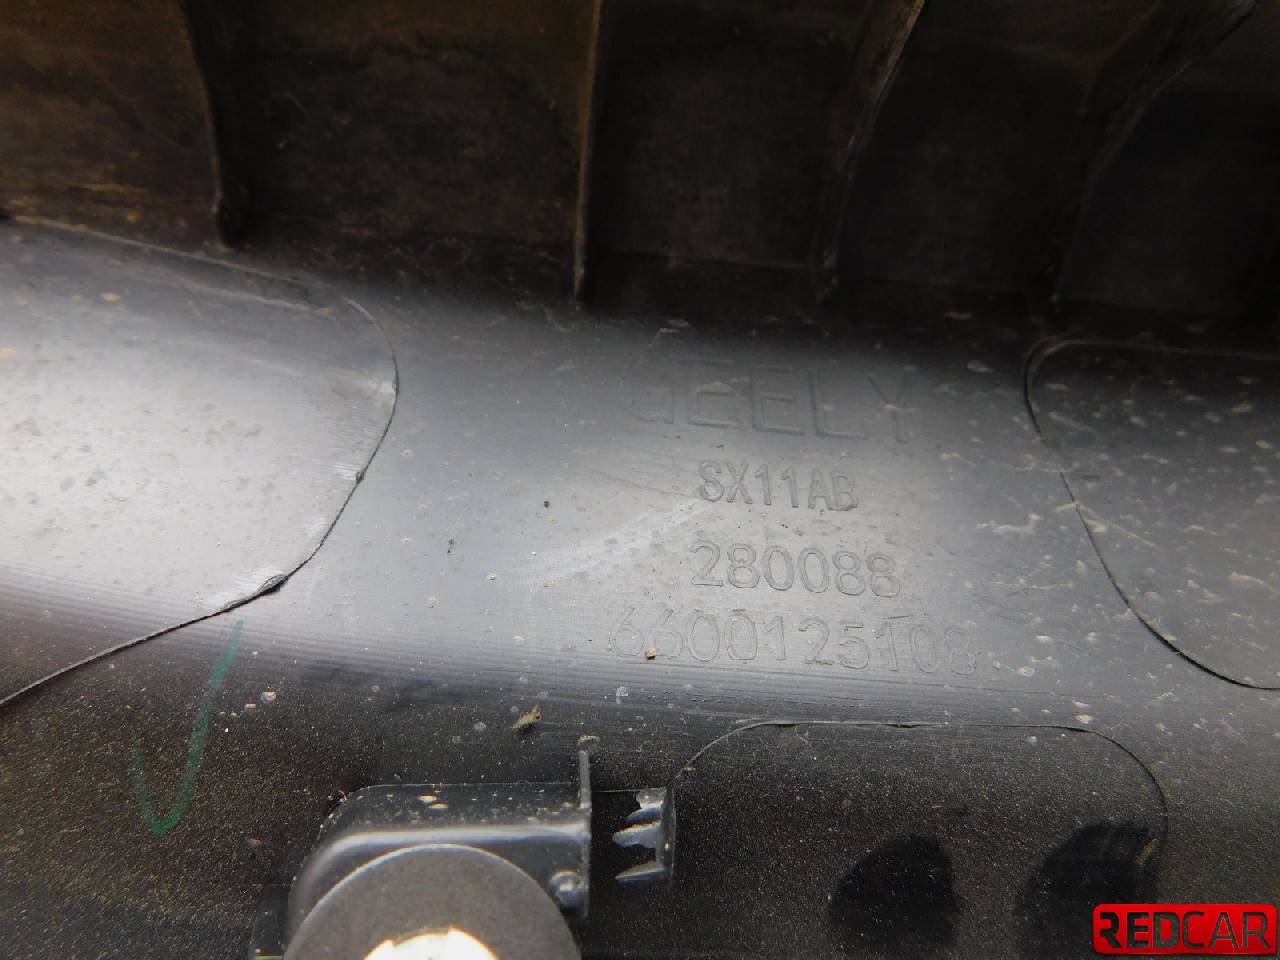 GEELY
SX11AB
280088
6600125108
REDCAR